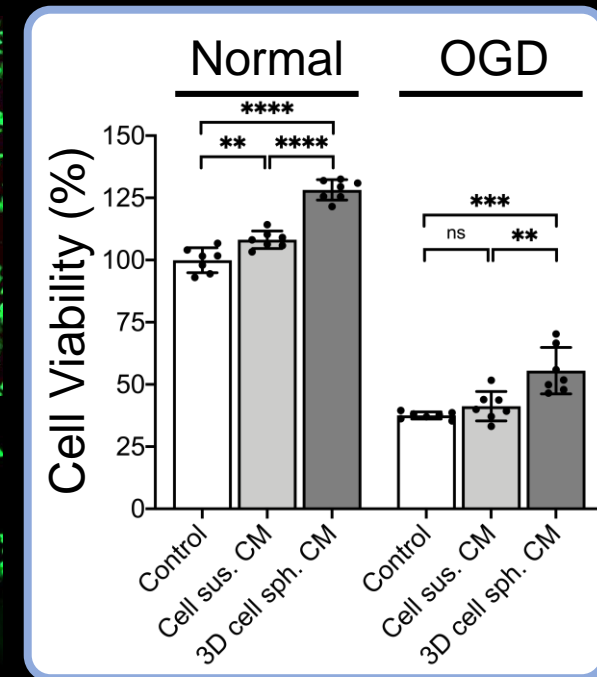 Normal OGD
****
** ****
***
ns **
Cell Viability (%)
150
125
100
75
50
25
0
Control
Cell sus. CM
3D cell sph. CM
Control
Cell sus. CM
3D cell sph. CM